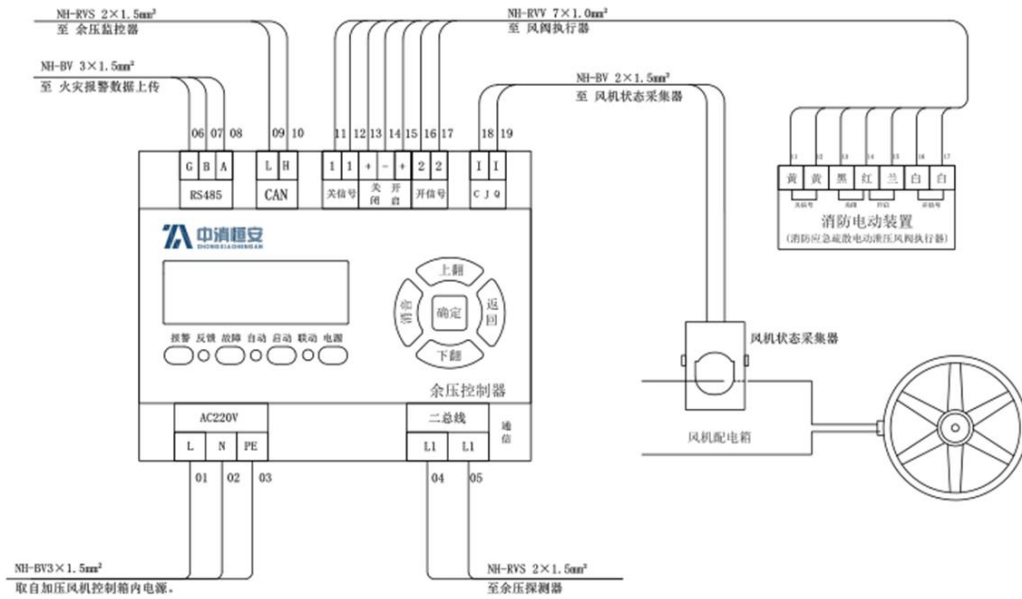 NH-RVS 2×1.5mm²
至 余压监控器
NH-BV 3×1.5mm²
至 火灾报警数据上传
NH-RVV 7×1.0mm²
至 风阀执行器
NH-BV 2×1.5mm²
至 风机状态采集器
06 07 08 09 10 11 12 13 14 15 16 17 18 19
G B A L H 1 1 + - + 2 2 I I
RS485 CAN 关信号 关闭 开启 开信号 C J Q
11 12 13 14 15 16 17
黄 黄 黑 红 兰 白 白
关信号 关闭 开启 开信号
消防电动装置
(消防应急疏散电动泄压风阀执行器)
中消恒安
ZHONGXIAOHENGAN
上翻
消音 确定 返回
下翻
报警 反馈 故障 自动 启动 联动 电源
余压控制器
AC220V
L N PE
二总线
L1 L1
通信
01 02 03 04 05
风机状态采集器
风机配电箱
NH-BV3×1.5mm²
取自加压风机控制箱内电源。
NH-RVS 2×1.5mm²
至余压探测器